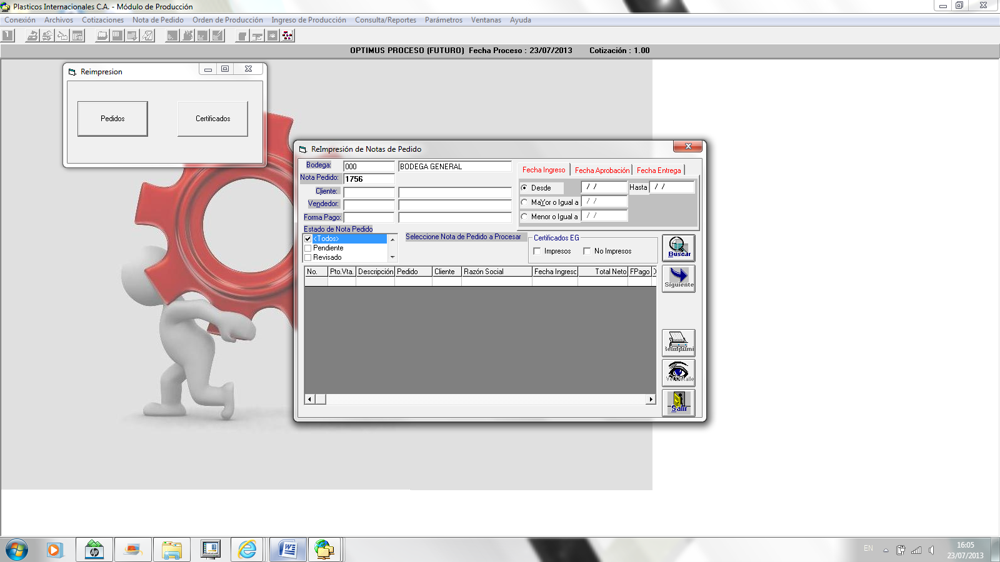 Plasticos Internacionales C.A. - Módulo de Producción
Conexión Archivos Cotizaciones Nota de Pedido Orden de Producción Ingreso de Producción Consulta/Reportes Parámetros Ventanas Ayuda
OPTIMUS PROCESO (FUTURO) Fecha Proceso : 23/07/2013 Cotización : 1.00
Reimpresion
Pedidos Certificados
ReImpresión de Notas de Pedido
Bodega: 000 BODEGA GENERAL
Nota Pedido: 1756
Cliente:
Vendedor:
Forma Pago:
Fecha Ingreso Fecha Aprobación Fecha Entrega
Desde / / Hasta / /
MaYor o Igual a / /
Menor o Igual a / /
Estado de Nota Pedido
<Todos>
Pendiente
Revisado
Seleccione Nota de Pedido a Procesar
Certificados EG
Impresos No Impresos
Buscar
Siguiente
No. Pto.Vta. Descripción Pedido Cliente Razón Social Fecha Ingreso Total Neto FPago
Salir
EN
16:05
23/07/2013